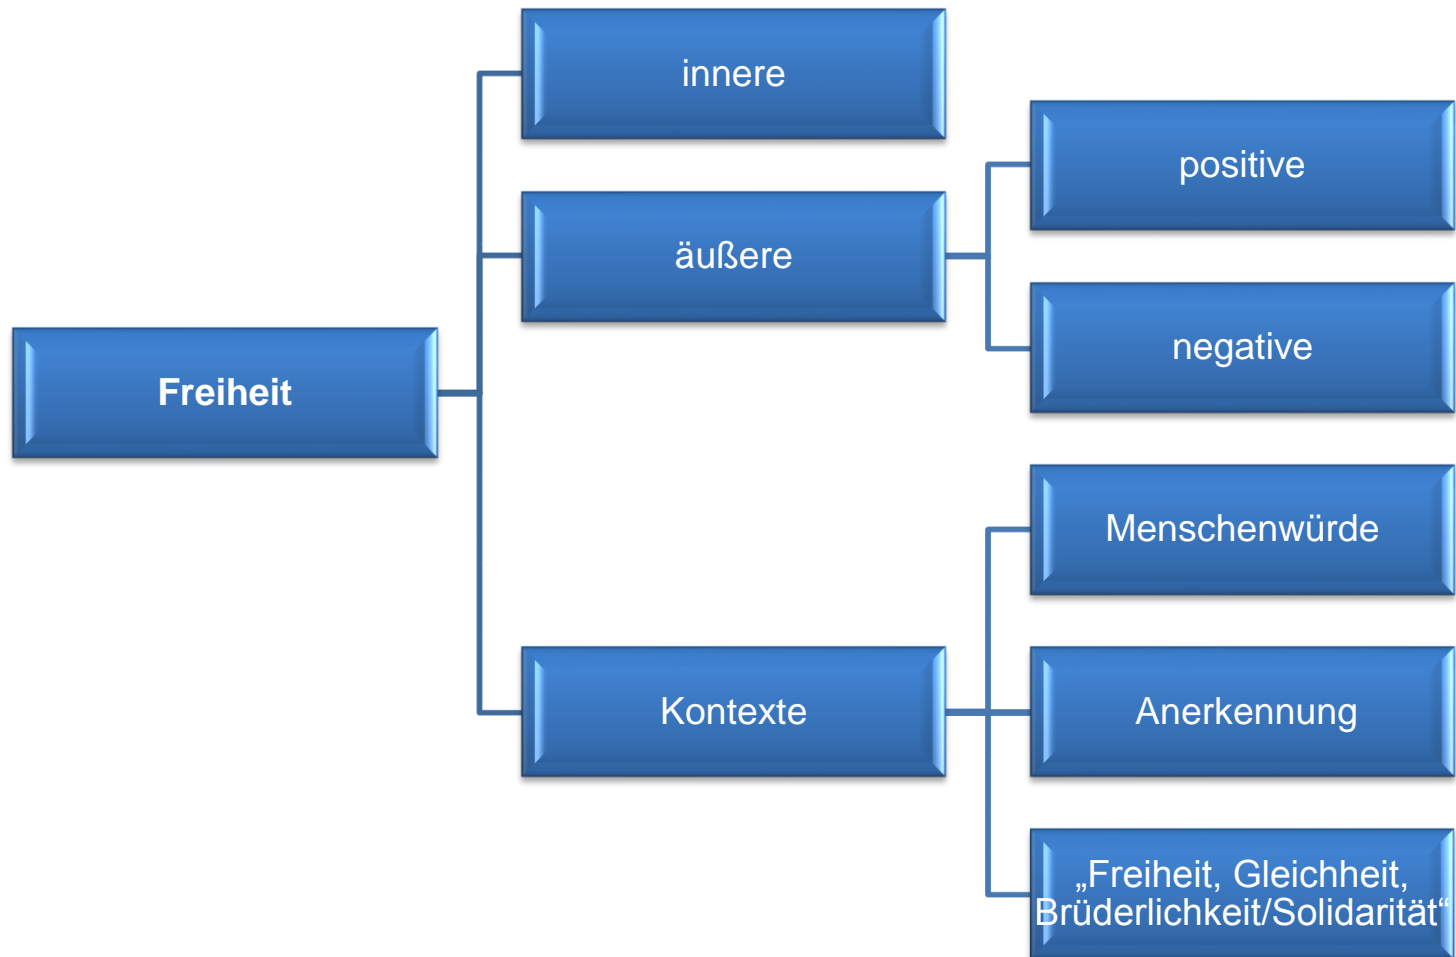 innere
positive
äußere
negative
Freiheit
Menschenwürde
Kontexte
Anerkennung
„Freiheit, Gleichheit,
Brüderlichkeit/Solidarität“